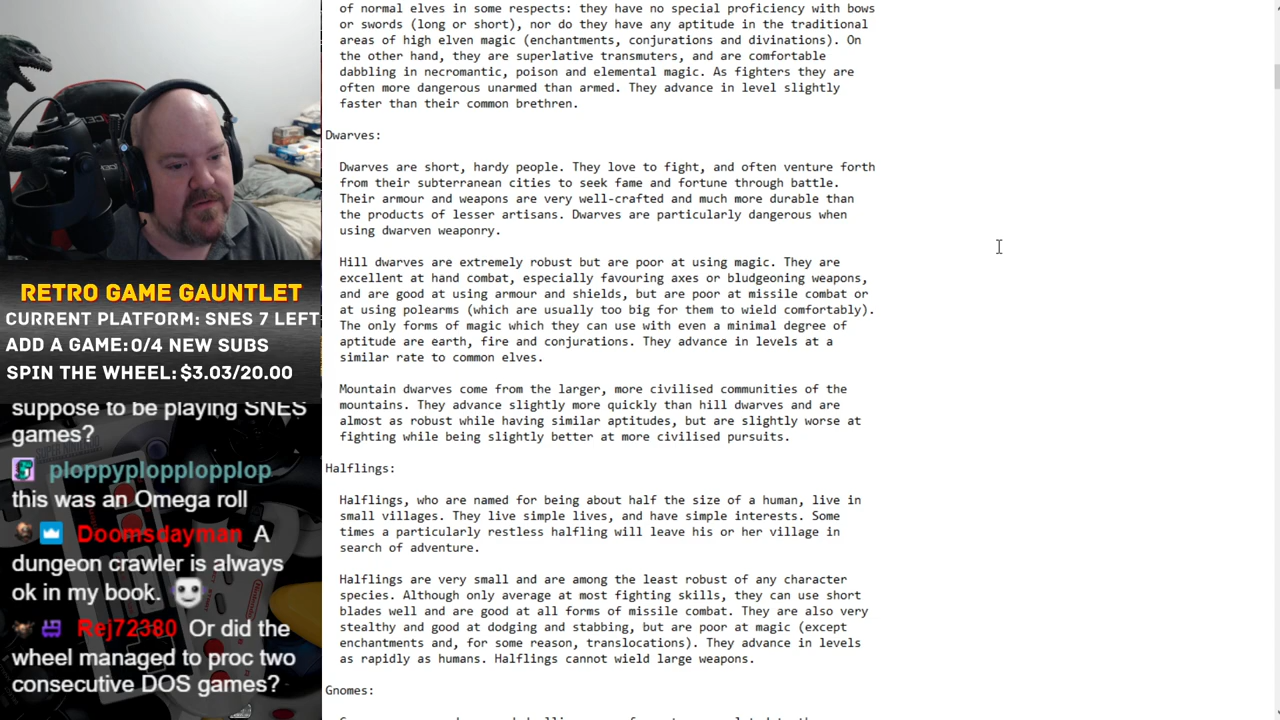 of normal elves in some respects: they have no special proficiency with bows
or swords (long or short), nor do they have any aptitude in the traditional
areas of high elven magic (enchantments, conjurations and divinations). On
the other hand, they are superlative transmuters, and are comfortable
dabbling in necromantic, poison and elemental magic. As fighters they are
often more dangerous unarmed than armed. They advance in level slightly
faster than their common brethren.
Dwarves:
Dwarves are short, hardy people. They love to fight, and often venture forth
from their subterranean cities to seek fame and fortune through battle.
Their armour and weapons are very well-crafted and much more durable than
the products of lesser artisans. Dwarves are particularly dangerous when
using dwarven weaponry.
Hill dwarves are extremely robust but are poor at using magic. They are
excellent at hand combat, especially favouring axes or bludgeoning weapons,
and are good at using armour and shields, but are poor at missile combat or
at using polearms (which are usually too big for them to wield comfortably).
The only forms of magic which they can use with even a minimal degree of
aptitude are earth, fire and conjurations. They advance in levels at a
similar rate to common elves.
Mountain dwarves come from the larger, more civilised communities of the
mountains. They advance slightly more quickly than hill dwarves and are
almost as robust while having similar aptitudes, but are slightly worse at
fighting while being slightly better at more civilised pursuits.
Halflings:
Halflings, who are named for being about half the size of a human, live in
small villages. They live simple lives, and have simple interests. Some
times a particularly restless halfling will leave his or her village in
search of adventure.
Halflings are very small and are among the least robust of any character
species. Although only average at most fighting skills, they can use short
blades well and are good at all forms of missile combat. They are also very
stealthy and good at dodging and stabbing, but are poor at magic (except
enchantments and, for some reason, translocations). They advance in levels
as rapidly as humans. Halflings cannot wield large weapons.
Gnomes:
RETRO GAME GAUNTLET
CURRENT PLATFORM: SNES 7 LEFT
ADD A GAME: 0/4 NEW SUBS
SPIN THE WHEEL: $3.03/20.00
suppose to be playing SNES
games?
ploppyplopplopplop
this was an Omega roll
Doomsdayman A
dungeon crawler is always
ok in my book.
Rej72380 Or did the
wheel managed to proc two
consecutive DOS games?